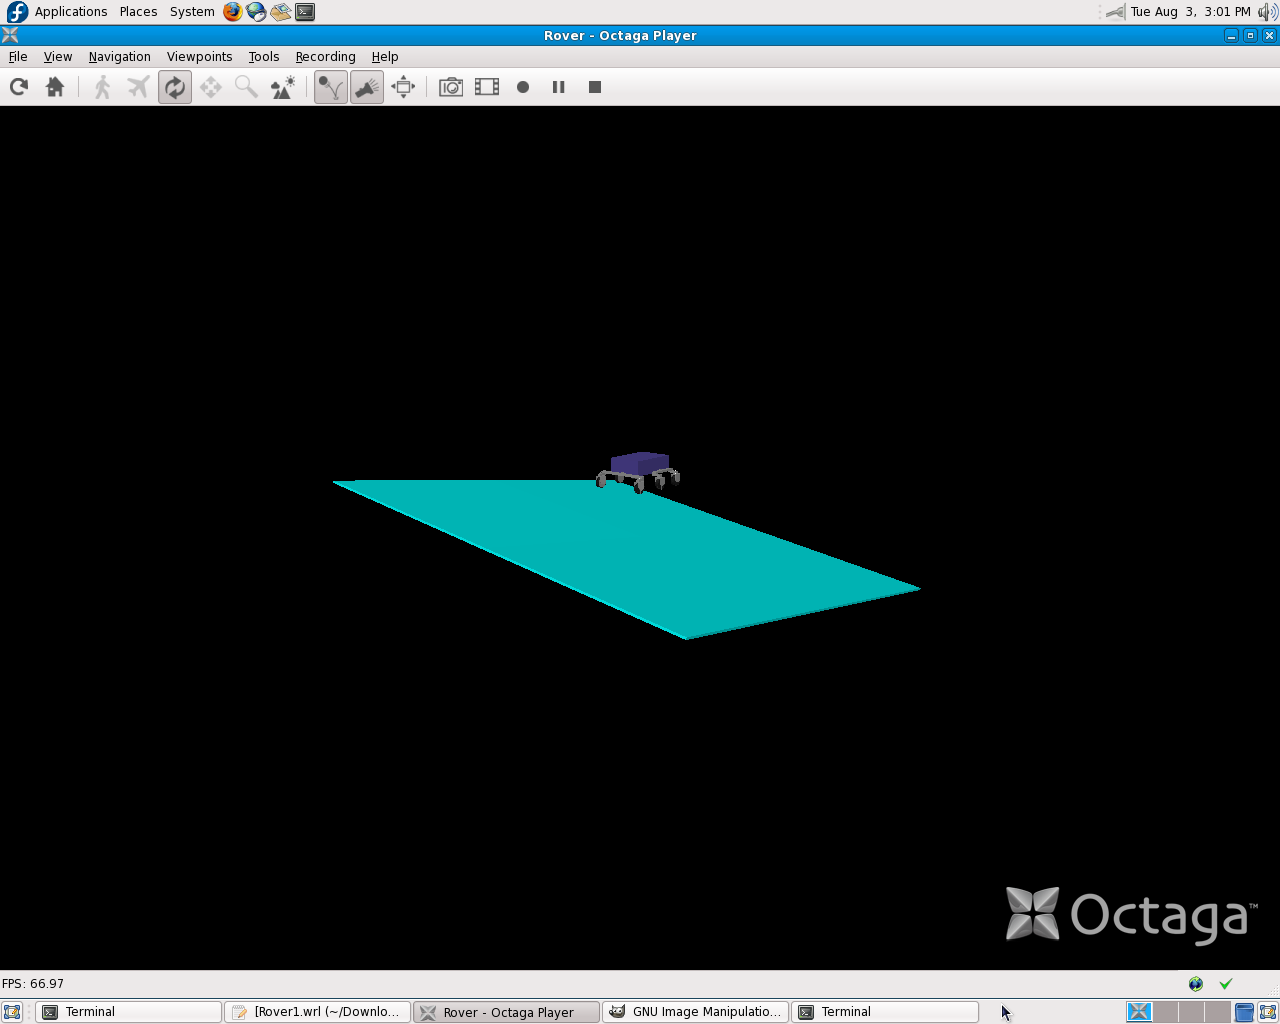 Applications Places System Tue Aug 3, 3:01 PM
Rover - Octaga Player
File View Navigation Viewpoints Tools Recording Help
Octaga™
FPS: 66.97
Terminal [Rover1.wrl (~/Downlo... Rover - Octaga Player GNU Image Manipulatio... Terminal